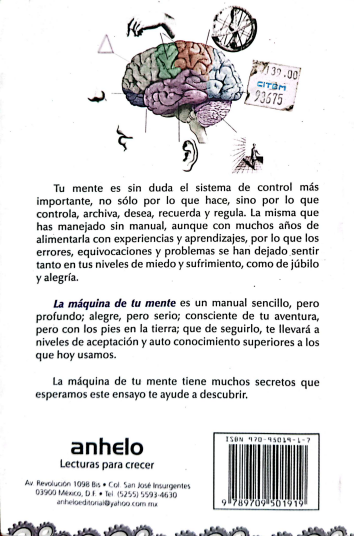 $139.00
CITEM
93675
Tu mente es sin duda el sistema de control más
importante, no sólo por lo que hace, sino por lo que
controla, archiva, desea, recuerda y regula. La misma que
has manejado sin manual, aunque con muchos años de
alimentarla con experiencias y aprendizajes, por lo que los
errores, equivocaciones y problemas se han dejado sentir
tanto en tus niveles de miedo y sufrimiento, como de júbilo
y alegría.
La máquina de tu mente es un manual sencillo, pero
profundo; alegre, pero serio; consciente de tu aventura,
pero con los pies en la tierra; que de seguirlo, te llevará a
niveles de aceptación y auto conocimiento superiores a los
que hoy usamos.
La máquina de tu mente tiene muchos secretos que
esperamos este ensayo te ayude a descubrir.
anhelo
Lecturas para crecer
Av. Revolución 1098 Bis • Col. San José Insurgentes
03900 México, D.F. • Tel (5255) 5593-4630
anheloeditorial@yahoo.com.mx
ISBN 970-95019-1-7
9 789709 501919